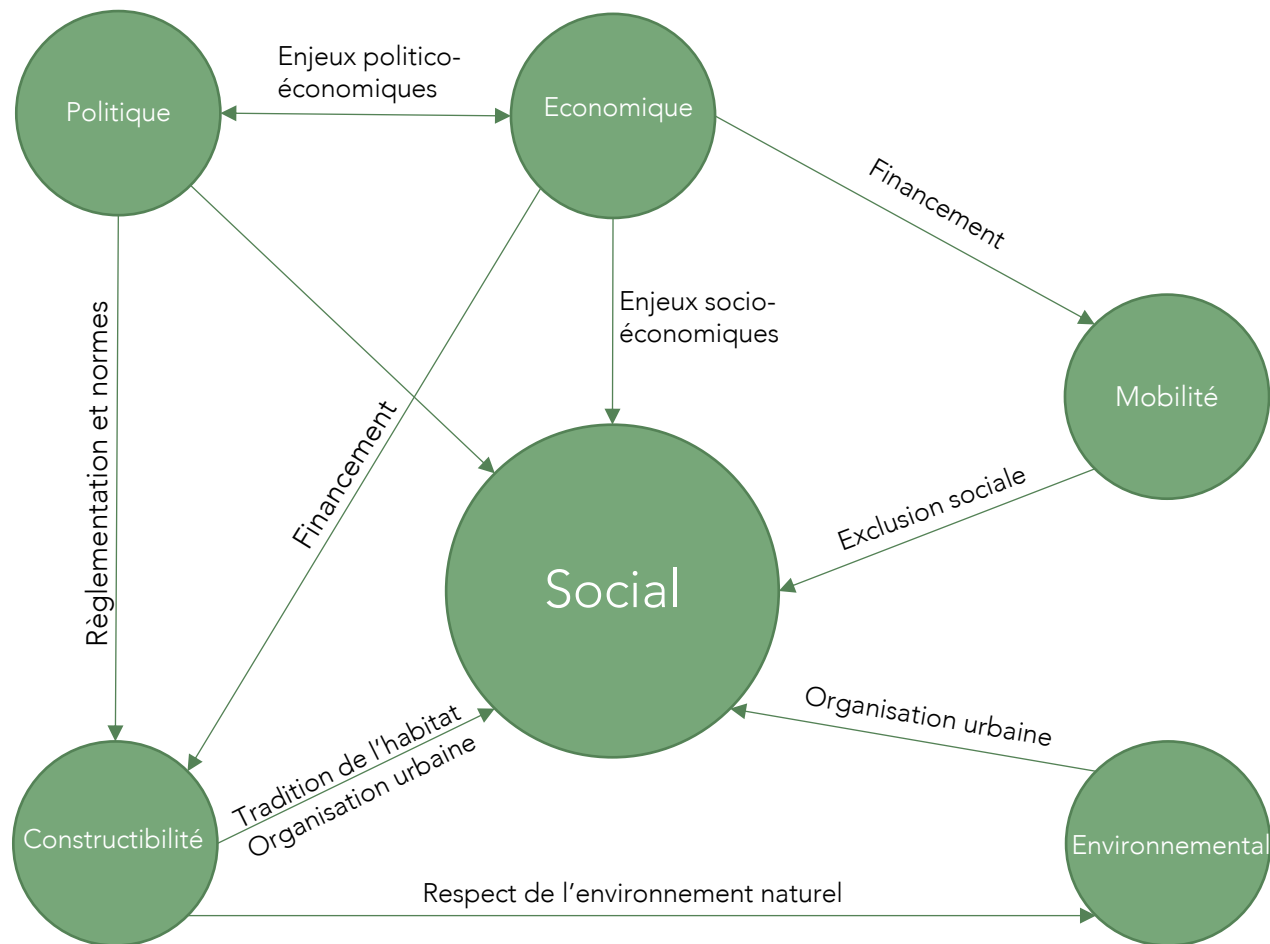 Enjeux politico-
économiques
Politique
Economique
Financement
Enjeux socio-
économiques
Règlementation et normes
Mobilité
Financement
Exclusion sociale
Social
Organisation urbaine
Tradition de l'habitat
Organisation urbaine
Constructibilité
Environnemental
Respect de l'environnement naturel